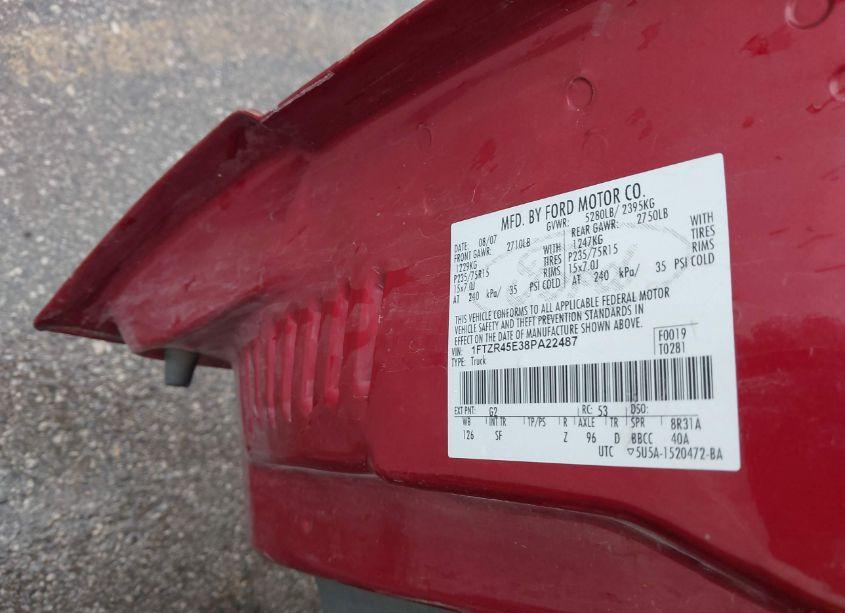 MFD. BY FORD MOTOR CO.
DATE: 08/07 GVWR: 5280LB/ 2395KG
FRONT GAWR: 2710LB REAR GAWR: 2750LB
1229KG WITH 1247KG WITH
P235/75R15 TIRES P235/75R15 TIRES
15x7.0J RIMS 15x7.0J RIMS
AT 240 kPa/ 35 PSI COLD AT 240 kPa/ 35 PSI COLD
THIS VEHICLE CONFORMS TO ALL APPLICABLE FEDERAL MOTOR
VEHICLE SAFETY AND THEFT PREVENTION STANDARDS IN
EFFECT ON THE DATE OF MANUFACTURE SHOWN ABOVE.
VIN: 1FTZR45E38PA22487 F0019
TYPE: Truck T0281
EXT PNT: G2 RC: 53 DSO:
WB INT TR TP/PS R AXLE TR SPR 8R31A
126 SF Z 96 D BBCC 40A
UTC ▽5U5A-1520472-BA
Ford